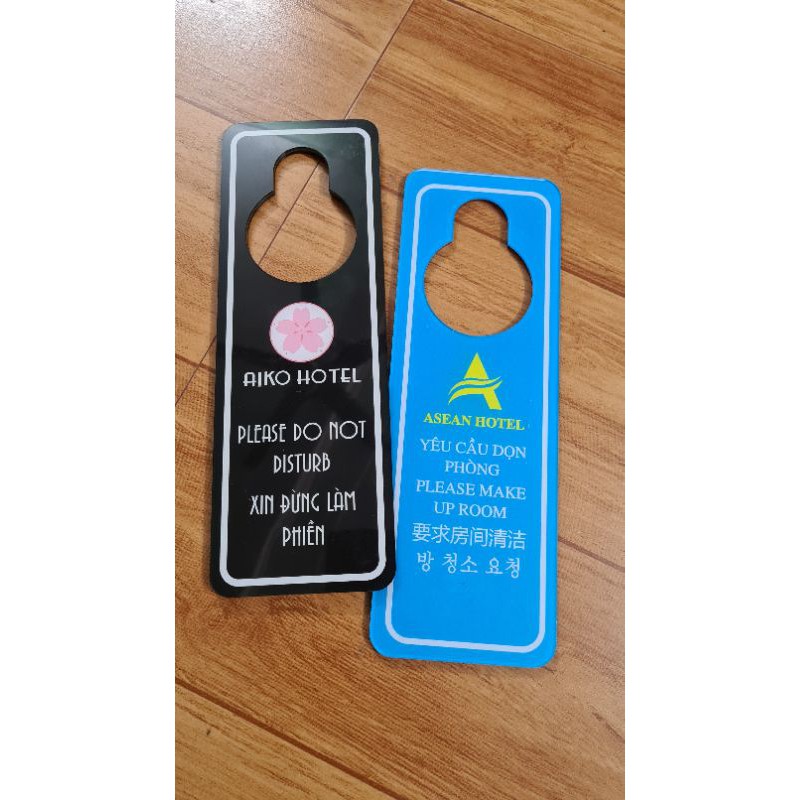 AIKO HOTEL
PLEASE DO NOT
DISTURB
XIN ĐỪNG LÀM
PHIỀN
ASEAN HOTEL
YÊU CẦU DỌN
PHÒNG
PLEASE MAKE
UP ROOM
要求房间清洁
방 청소 요청